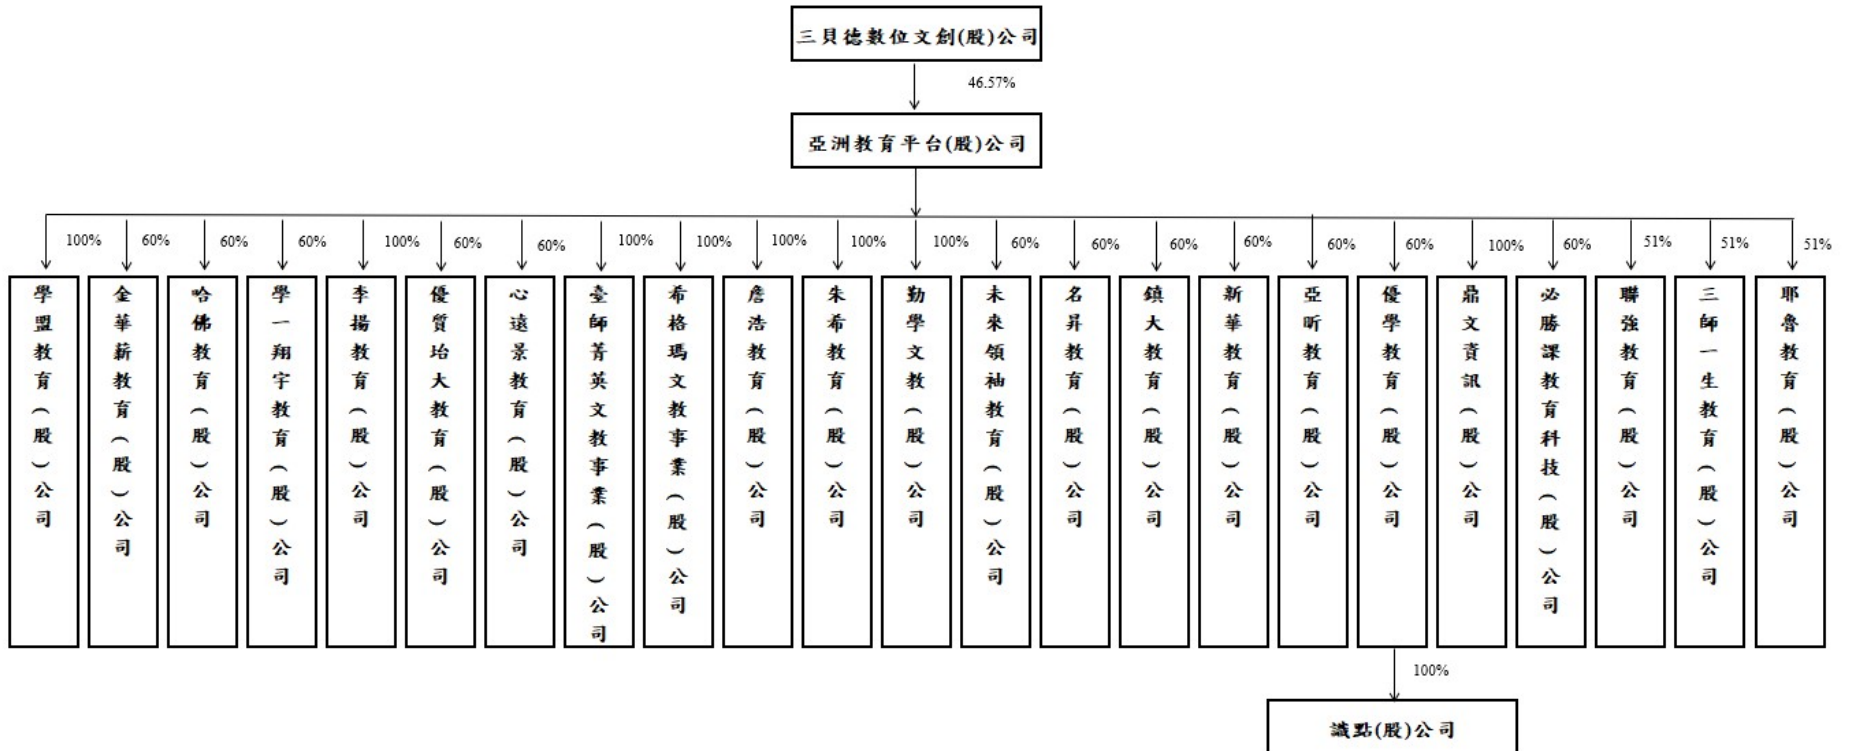 三貝德數位文創(股)公司
46.57%
亞洲教育平台(股)公司
100%
60%
60%
60%
100%
60%
60%
100%
100%
100%
100%
100%
60%
60%
60%
60%
60%
60%
100%
60%
51%
51%
51%
學盟教育(股)公司
金華薪教育(股)公司
哈佛教育(股)公司
學一翔宇教育(股)公司
李揚教育(股)公司
優質坮大教育(股)公司
心遠景教育(股)公司
臺師菁英文教事業(股)公司
希格瑪文教事業(股)公司
詹浩教育(股)公司
朱希教育(股)公司
勤學文教(股)公司
未來領袖教育(股)公司
名昇教育(股)公司
鎮大教育(股)公司
新華教育(股)公司
亞昕教育(股)公司
優學教育(股)公司
鼎文資訊(股)公司
必勝課教育科技(股)公司
聯強教育(股)公司
三師一生教育(股)公司
耶魯教育(股)公司
100%
識點(股)公司